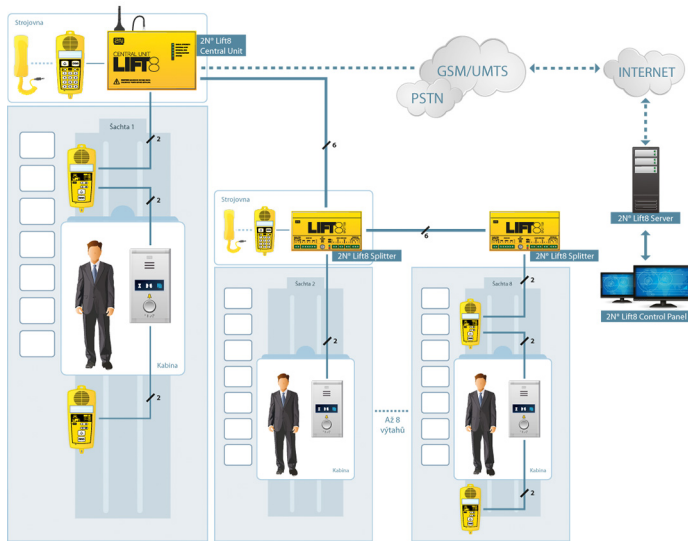 Strojovna
2N® Lift8
Central Unit
CENTRAL UNIT
LIFT8
GSM/UMTS
PSTN
INTERNET
2N® Lift8 Server
2N® Lift8 Control Panel
Šachta 1
2
2
Kabina
2
6
Strojovna
LIFT8
2N® Lift8 Splitter
6
LIFT8
2N® Lift8 Splitter
Šachta 2
2
Kabina
Až 8
výtahů
Šachta 8
2
2
Kabina
2